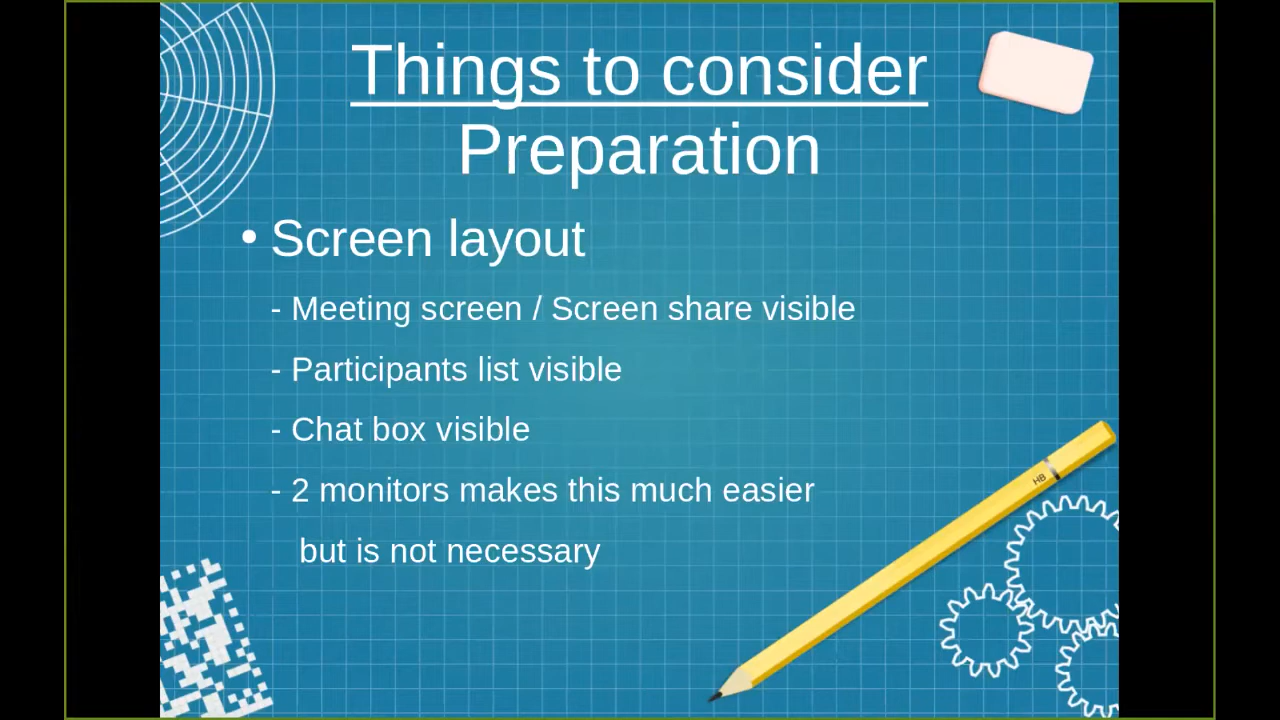 Things to consider
Preparation
• Screen layout
- Meeting screen / Screen share visible
- Participants list visible
- Chat box visible
- 2 monitors makes this much easier
but is not necessary
HB